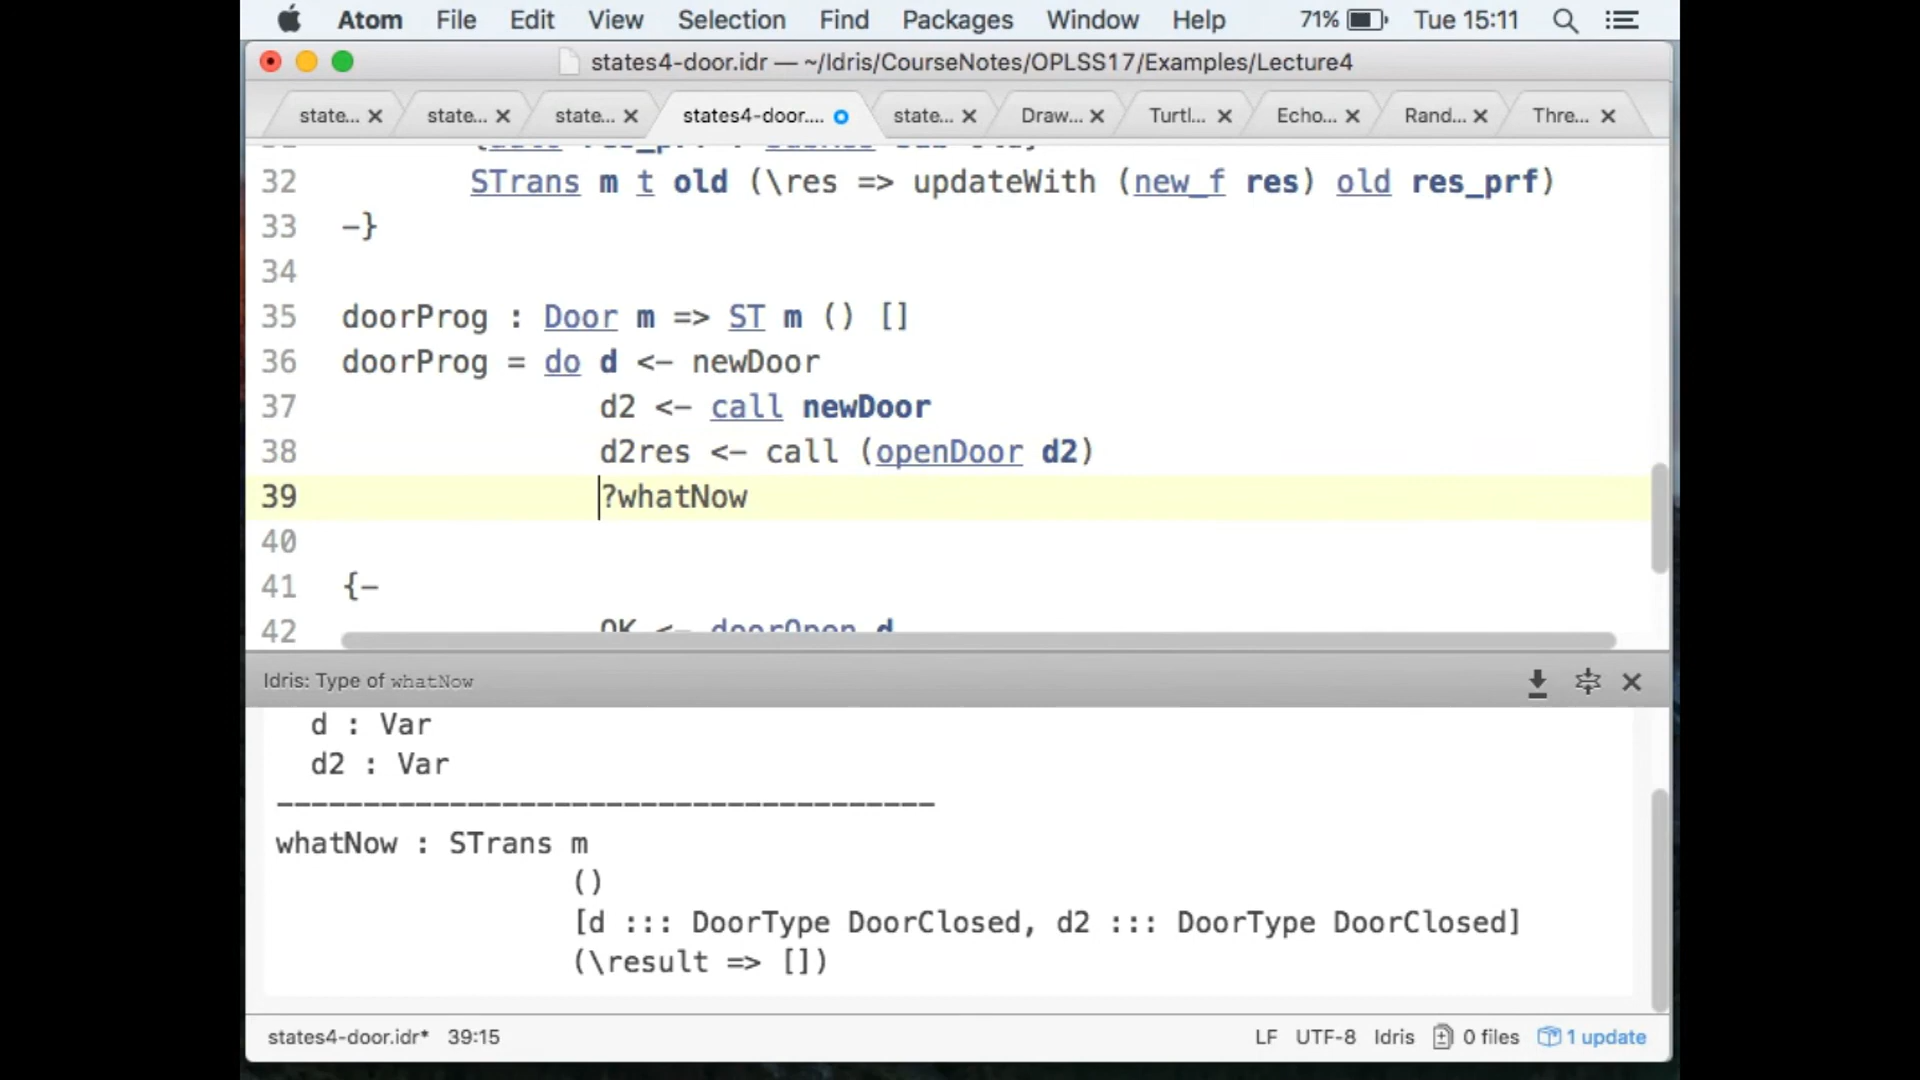 Atom File Edit View Selection Find Packages Window Help 71% Tue 15:11
states4-door.idr — ~/Idris/CourseNotes/OPLSS17/Examples/Lecture4
state... state... state... states4-door.... state... Draw... Turtl... Echo... Rand... Thre...
32 STrans m t old (\res => updateWith (new_f res) old res_prf)
33 -}
34
35 doorProg : Door m => ST m () []
36 doorProg = do d <- newDoor
37 d2 <- call newDoor
38 d2res <- call (openDoor d2)
39 ?whatNow
40
41 {-
42 OK <- doorOpen d
Idris: Type of whatNow
d : Var
d2 : Var
--------------------------------------
whatNow : STrans m
()
[d ::: DoorType DoorClosed, d2 ::: DoorType DoorClosed]
(\result => [])
states4-door.idr* 39:15 LF UTF-8 Idris 0 files 1 update